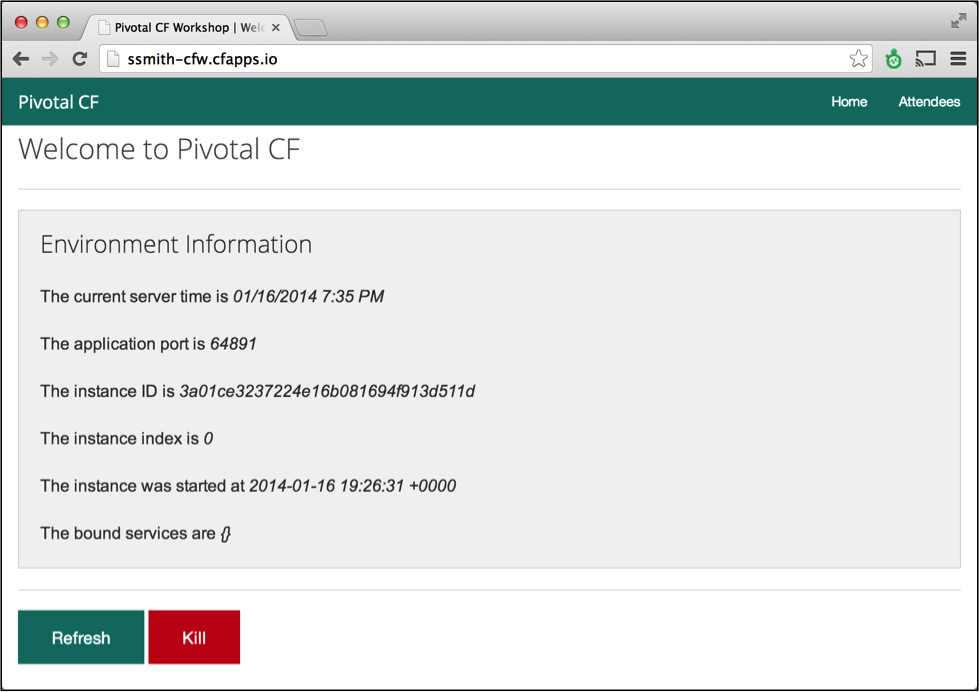 Pivotal CF Workshop | Welc
ssmith-cfw.cfapps.io
Pivotal CF Home Attendees
Welcome to Pivotal CF
Environment Information
The current server time is 01/16/2014 7:35 PM
The application port is 64891
The instance ID is 3a01ce3237224e16b081694f913d511d
The instance index is 0
The instance was started at 2014-01-16 19:26:31 +0000
The bound services are {}
Refresh Kill